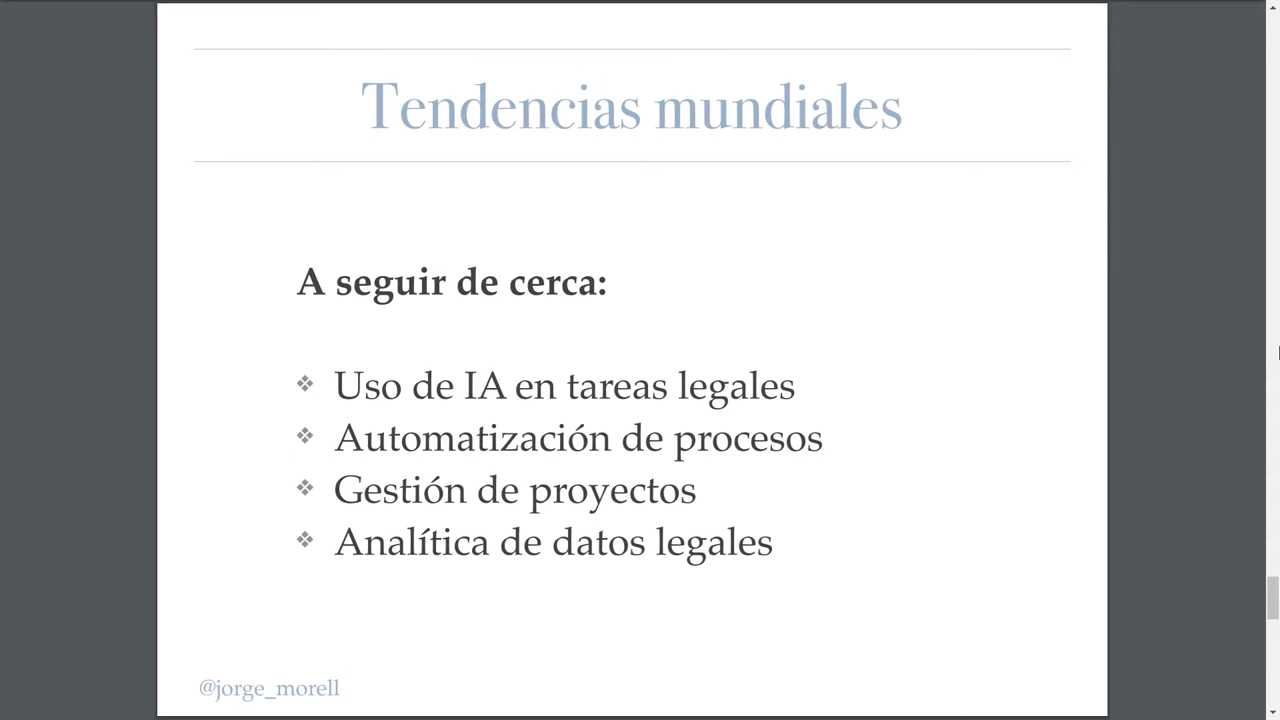 Tendencias mundiales
A seguir de cerca:
❖ Uso de IA en tareas legales
❖ Automatización de procesos
❖ Gestión de proyectos
❖ Analítica de datos legales
@jorge_morell